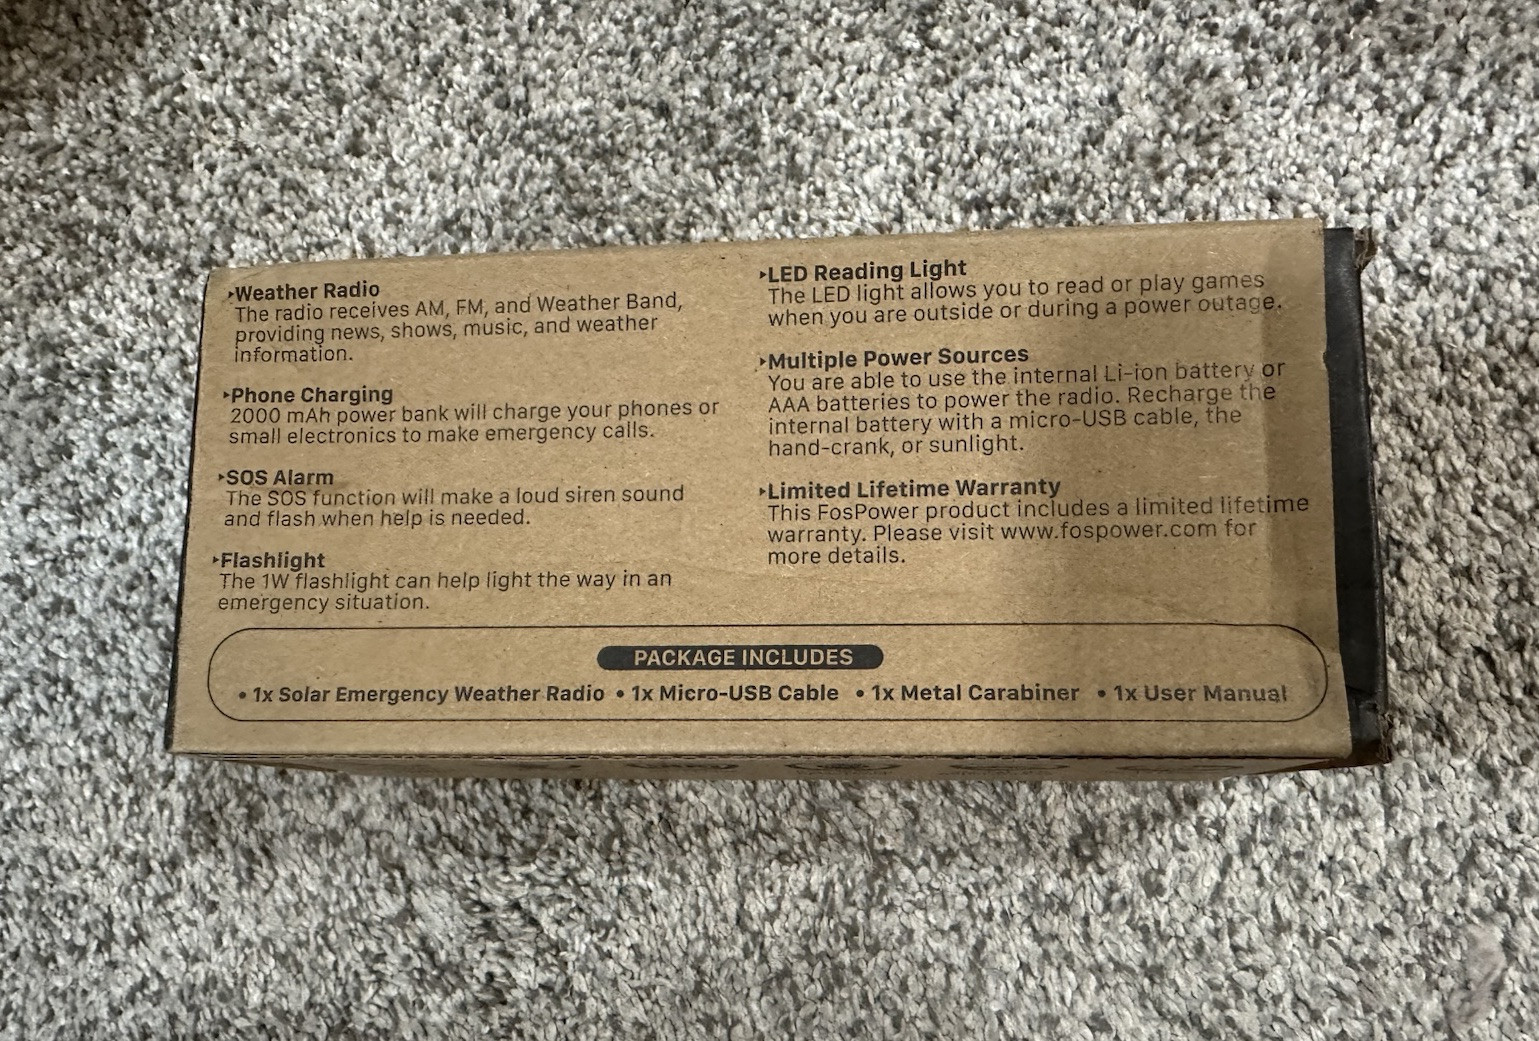 ▸Weather Radio
The radio receives AM, FM, and Weather Band,
providing news, shows, music, and weather
information.
▸Phone Charging
2000 mAh power bank will charge your phones or
small electronics to make emergency calls.
▸SOS Alarm
The SOS function will make a loud siren sound
and flash when help is needed.
▸Flashlight
The 1W flashlight can help light the way in an
emergency situation.
▸LED Reading Light
The LED light allows you to read or play games
when you are outside or during a power outage.
▸Multiple Power Sources
You are able to use the internal Li-ion battery or
AAA batteries to power the radio. Recharge the
internal battery with a micro-USB cable, the
hand-crank, or sunlight.
▸Limited Lifetime Warranty
This FosPower product includes a limited lifetime
warranty. Please visit www.fospower.com for
more details.
PACKAGE INCLUDES
• 1x Solar Emergency Weather Radio • 1x Micro-USB Cable • 1x Metal Carabiner • 1x User Manual